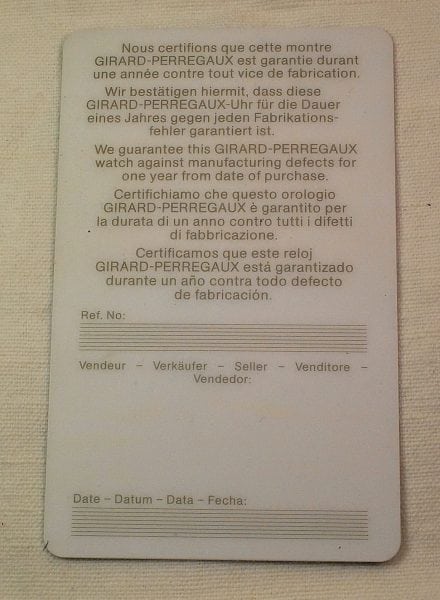 Nous certifions que cette montre
GIRARD-PERREGAUX est garantie durant
une année contre tout vice de fabrication.
Wir bestätigen hiermit, dass diese
GIRARD-PERREGAUX-Uhr für die Dauer
eines Jahres gegen jeden Fabrikations-
fehler garantiert ist.
We guarantee this GIRARD-PERREGAUX
watch against manufacturing defects for
one year from date of purchase.
Certifichiamo che questo orologio
GIRARD-PERREGAUX è garantito per
la durata di un anno contro tutti i difetti
di fabbricazione.
Certificamos que este reloj
GIRARD-PERREGAUX está garantizado
durante un año contra todo defecto
de fabricación.
Ref. No:
Vendeur – Verkäufer – Seller – Venditore –
Vendedor:
Date – Datum – Data – Fecha: